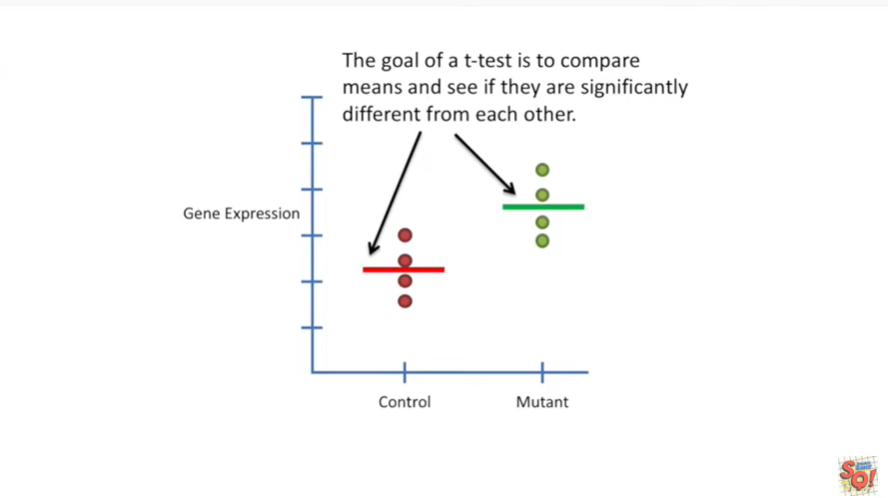 The goal of a t-test is to compare
means and see if they are significantly
different from each other.
Gene Expression
Control
Mutant
SQ!